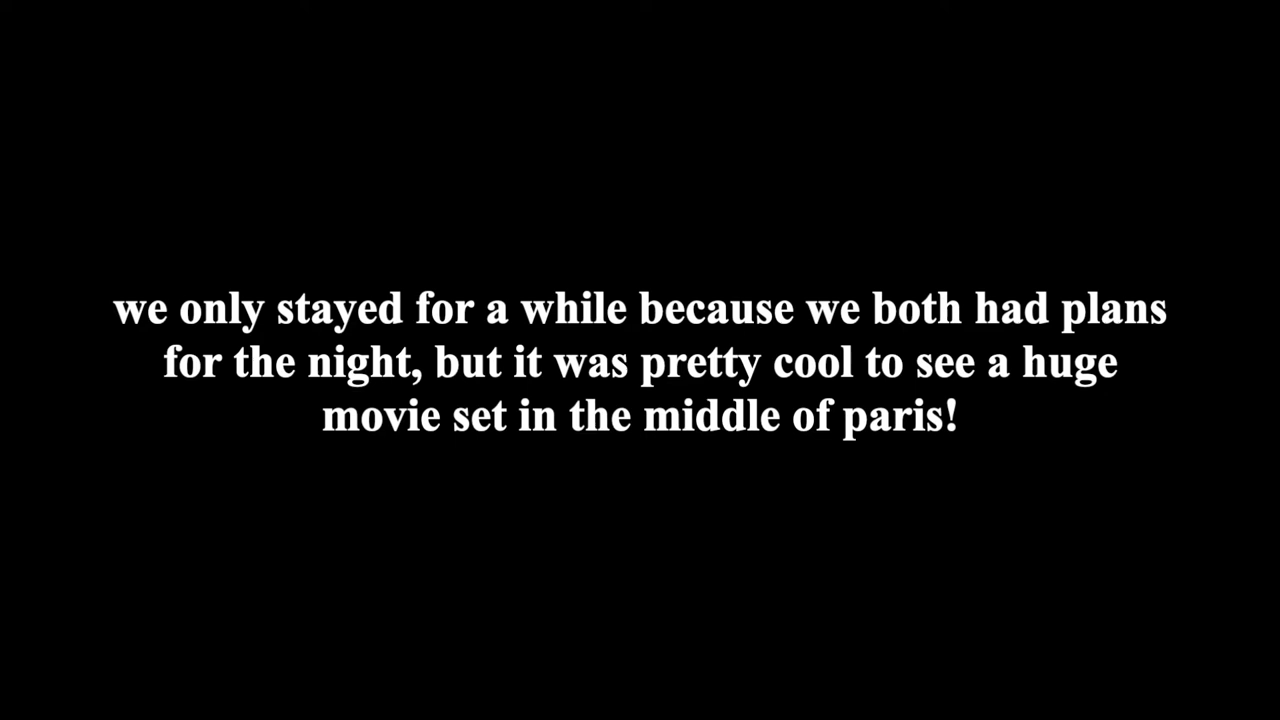 we only stayed for a while because we both had plans
for the night, but it was pretty cool to see a huge
movie set in the middle of paris!